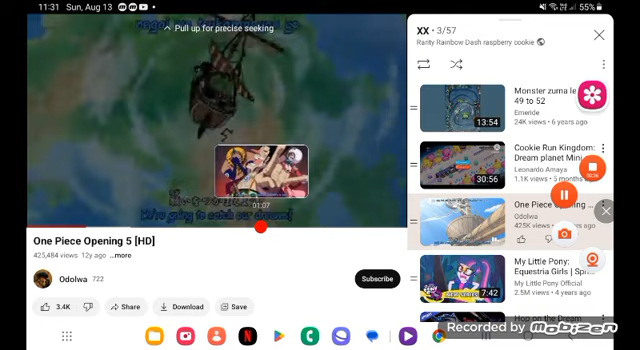 11:31 Sun, Aug 13
55%
Pull up for precise seeking
[We're going to catch our dreams]
01:07
One Piece Opening 5 [HD]
425,484 views 12y ago ...more
Odolwa 722
Subscribe
3.4K
Share
Download
Save
XX • 3/57
Rarity Rainbow Dash raspberry cookie
Monster zuma le
49 to 52
Emeride
24K views • 6 years ago
13:54
Cookie Run Kingdom:
Dream planet Mini
Leonardo Amaya
1.1K views • 5 months ago
30:56
One Piece Opening
Odolwa
425K views
My Little Pony:
Equestria Girls | Spri
My Little Pony Official
2.5M views • 4 years ago
7:42
Hop on the Dream
Recorded by Mobizen